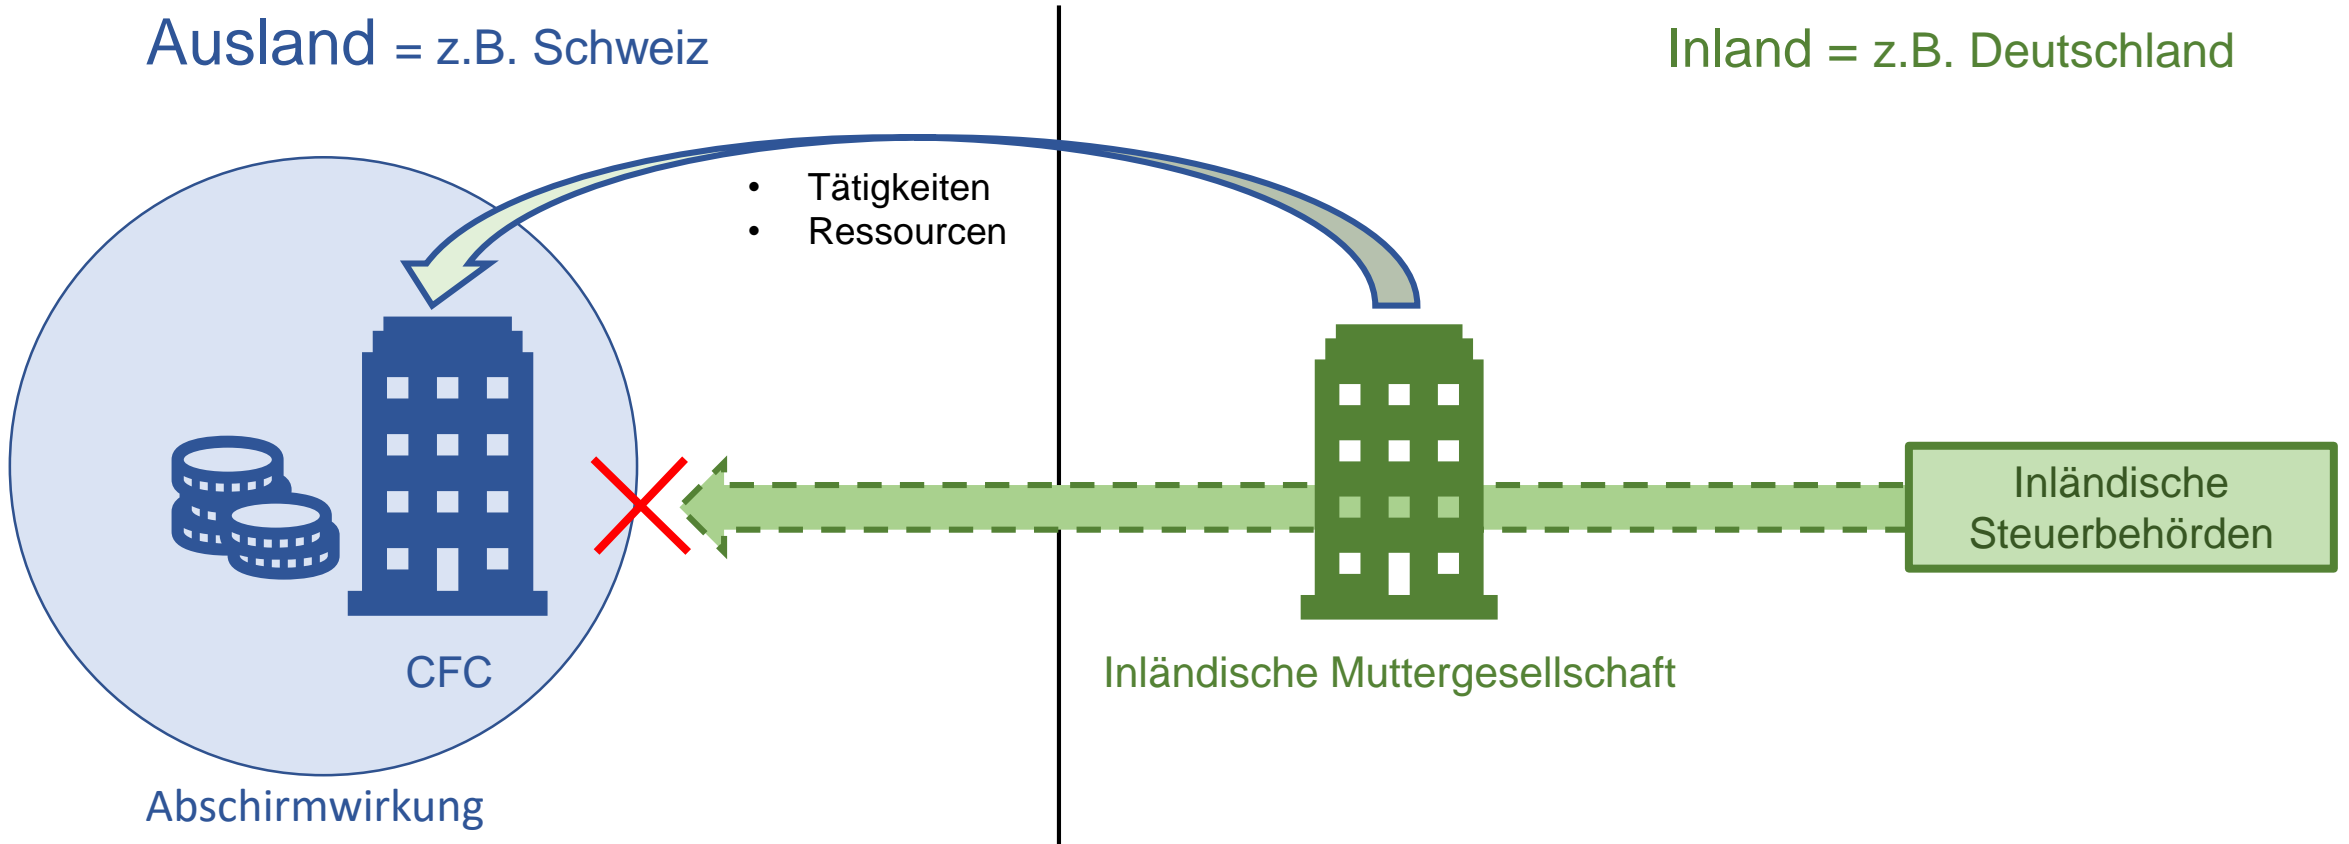 Ausland = z.B. Schweiz
Inland = z.B. Deutschland
• Tätigkeiten
• Ressourcen
Inländische
Steuerbehörden
CFC
Inländische Muttergesellschaft
Abschirmwirkung